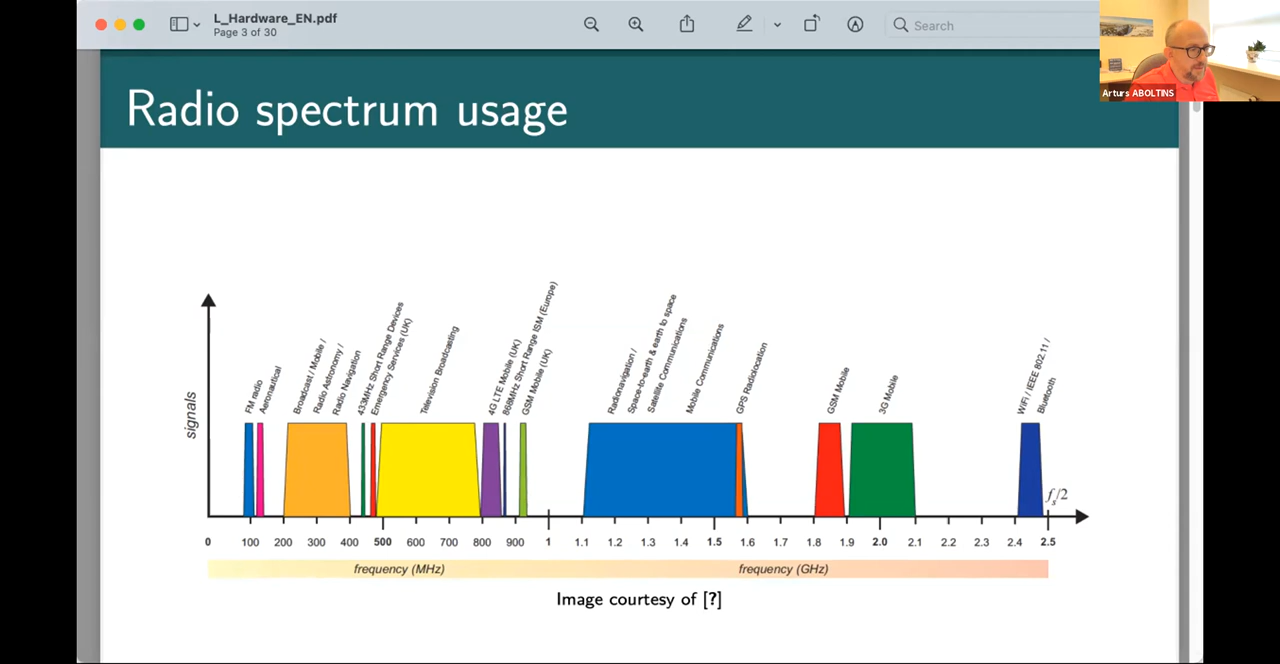 L_Hardware_EN.pdf
Page 3 of 30
Search
Arturs ABOLTINS
Radio spectrum usage
signals
FM radio
Aeronautical
Broadcast / Mobile /
Radio Astronomy /
Radio Navigation
433MHz Short Range Devices
Emergency Services (UK)
Television Broadcasting
4G LTE Mobile (UK)
868MHz Short Range ISM (Europe)
GSM Mobile (UK)
Radionavigation /
Space-to-earth & earth to space
Satellite Communications
Mobile Communications
GPS Radiolocation
GSM Mobile
3G Mobile
WiFi / IEEE 802.11 /
Bluetooth
fs/2
0 100 200 300 400 500 600 700 800 900 1 1.1 1.2 1.3 1.4 1.5 1.6 1.7 1.8 1.9 2.0 2.1 2.2 2.3 2.4 2.5
frequency (MHz) frequency (GHz)
Image courtesy of [?]